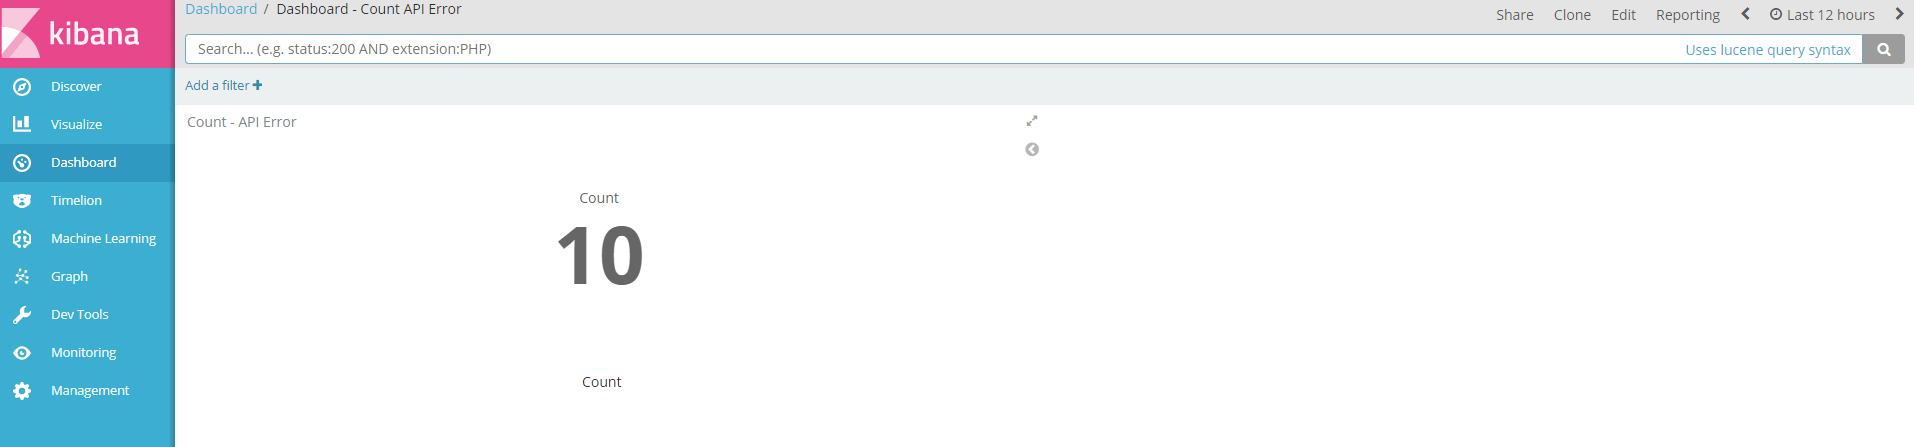 kibana
Dashboard / Dashboard - Count API Error
Share Clone Edit Reporting Last 12 hours
Search... (e.g. status:200 AND extension:PHP) Uses lucene query syntax
Add a filter +
Discover
Visualize
Dashboard
Timelion
Machine Learning
Graph
Dev Tools
Monitoring
Management
Count - API Error
Count
10
Count